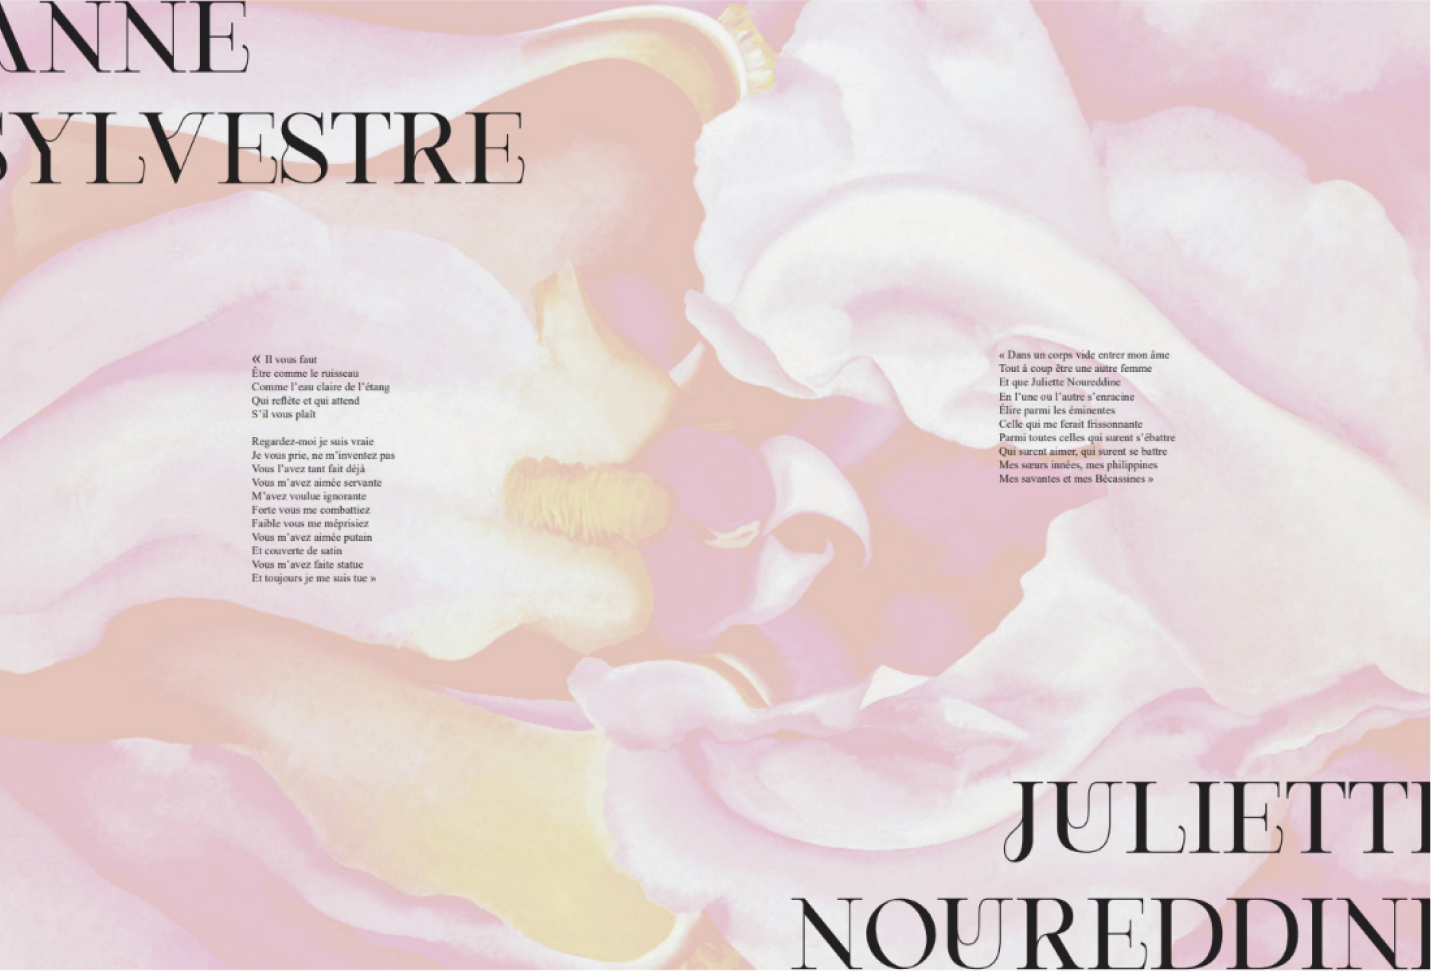 ANNE
SYLVESTRE
« Il vous faut
Être comme le ruisseau
Comme l'eau claire de l'étang
Qui reflète et qui attend
S'il vous plaît
Regardez-moi je suis vraie
Je vous prie, ne m'inventez pas
Vous l'avez tant fait déjà
Vous m'avez aimée servante
M'avez voulue ignorante
Forte vous me combattiez
Faible vous me méprisiez
Vous m'avez aimée putain
Et couverte de satin
Vous m'avez faite statue
Et toujours je me suis tue »
« Dans un corps vide entrer mon âme
Tout à coup être une autre femme
Et que Juliette Noureddine
En l'une ou l'autre s'enracine
Élire parmi les éminentes
Celle qui me ferait frissonnante
Parmi toutes celles qui surent s'ébattre
Qui surent aimer, qui surent se battre
Mes sœurs innées, mes philippines
Mes savantes et mes Bécassines »
JULIETTE
NOUREDDINE